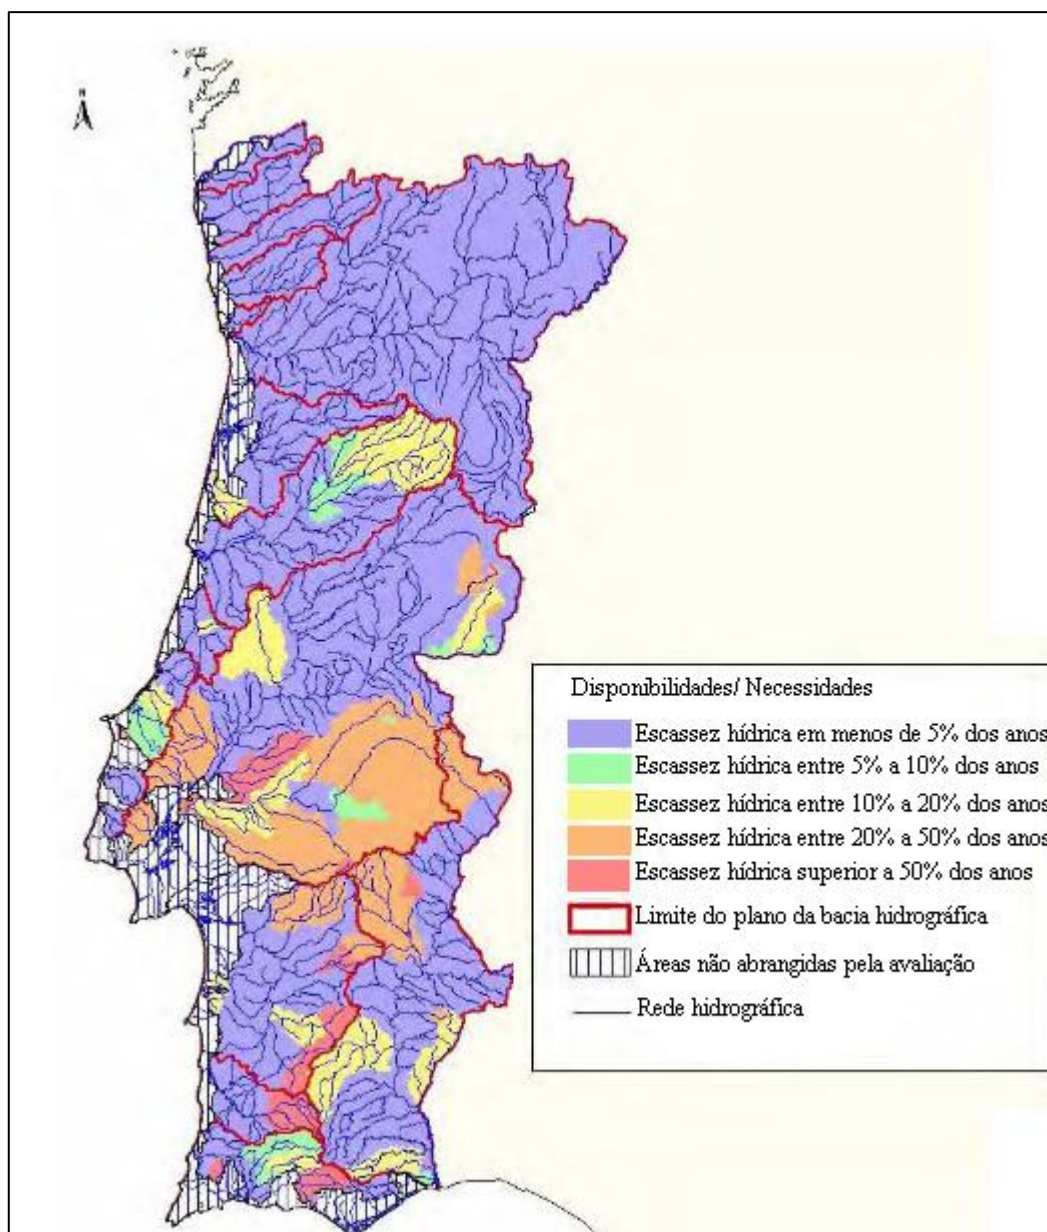 Disponibilidades/ Necessidades
Escassez hídrica em menos de 5% dos anos
Escassez hídrica entre 5% a 10% dos anos
Escassez hídrica entre 10% a 20% dos anos
Escassez hídrica entre 20% a 50% dos anos
Escassez hídrica superior a 50% dos anos
Limite do plano da bacia hidrográfica
Áreas não abrangidas pela avaliação
Rede hidrográfica